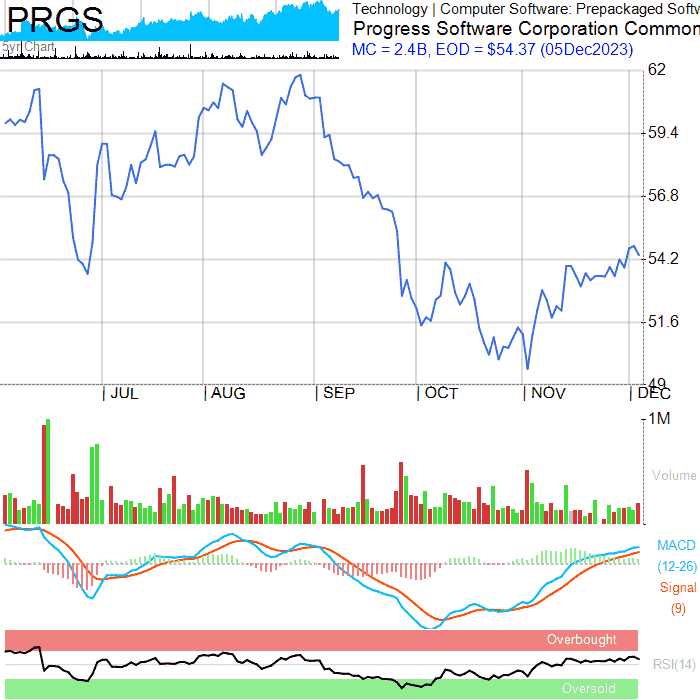 PRGS
5yr Chart
Technology | Computer Software: Prepackaged Softw
Progress Software Corporation Common
MC = 2.4B, EOD = $54.37 (05Dec2023)
62
59.4
56.8
54.2
51.6
49
| JUL | AUG | SEP | OCT | NOV | DEC
1M
Volume
MACD
(12-26)
Signal
(9)
Overbought
RSI(14)
Oversold